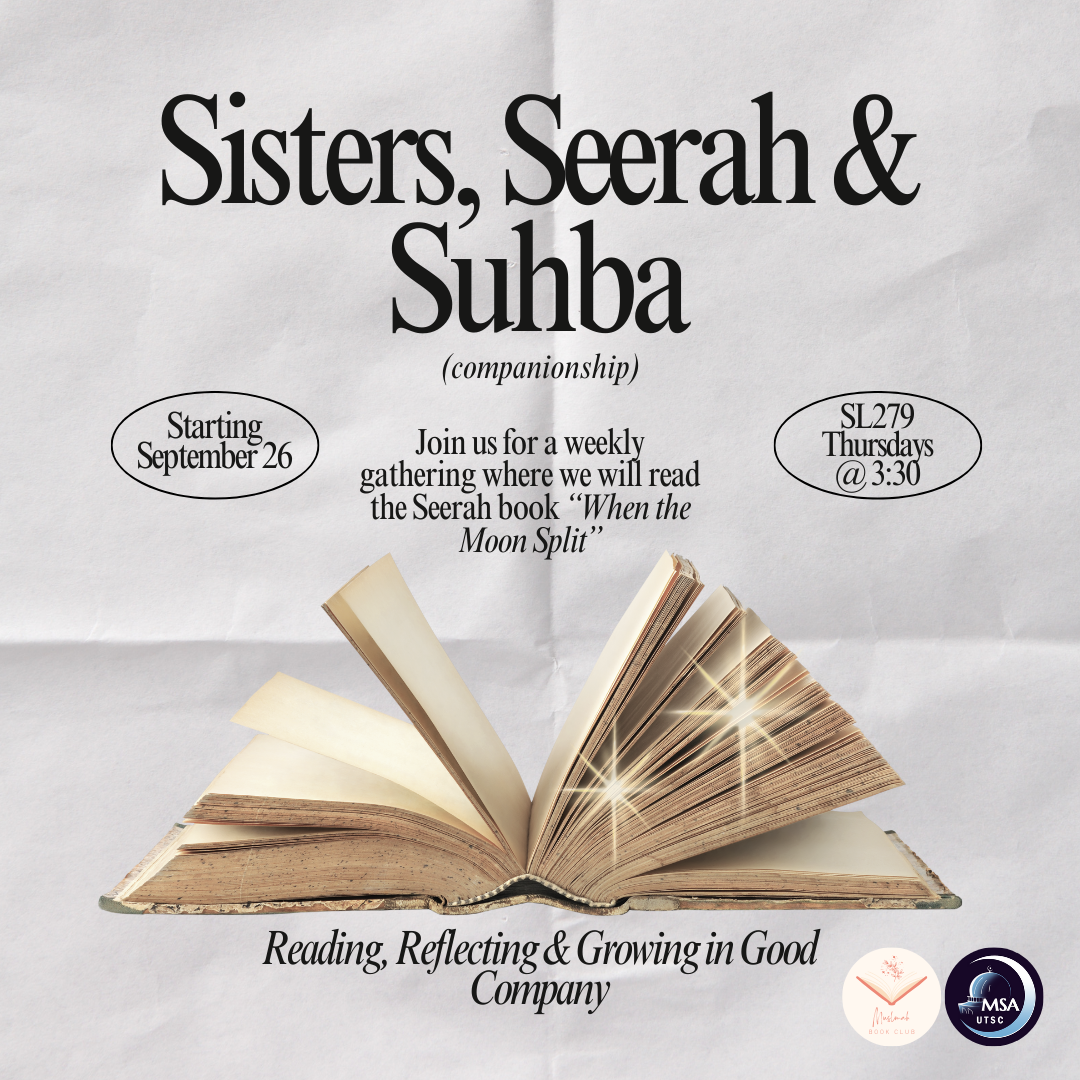 Sisters, Seerah &
Suhba
(companionship)
Starting
September 26
Join us for a weekly
gathering where we will read
the Seerah book “When the
Moon Split”
SL279
Thursdays
@ 3:30
Reading, Reflecting & Growing in Good
Company
Muslmah
BOOK CLUB
MSA
UTSC